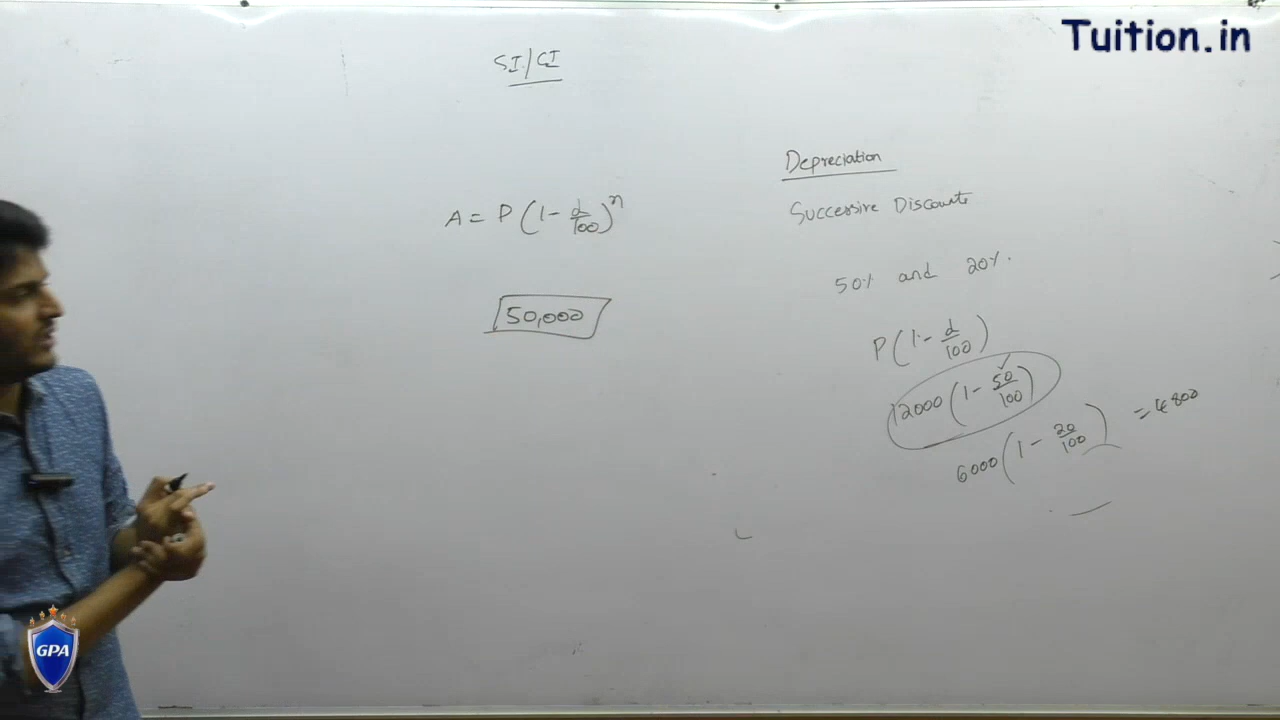 Tuition.in
SI/CI
Depreciation
Successive Discounts
A = P(1 - d/100)^n
50% and 20%.
50,000
P(1 - d/100)
12000(1 - 50/100)
6000(1 - 20/100) = 4800
GPA